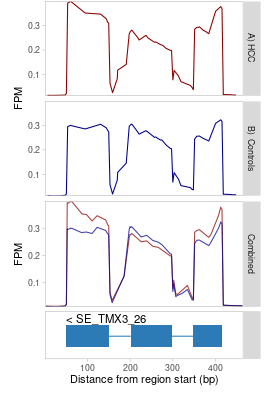 FPM
0.3
0.2
0.1
A) HCC
0.3
0.2
0.1
B) Controls
FPM
0.3
0.2
0.1
Combined
< SE_TMX3_26
100
200
300
400
Distance from region start (bp)